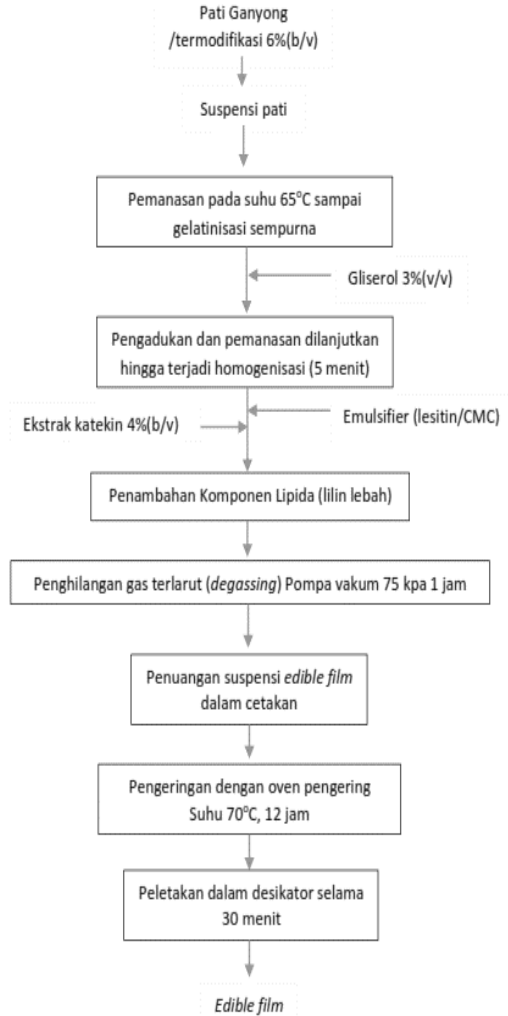 Pati Ganyong
/termodifikasi 6%(b/v)
Suspensi pati
Pemanasan pada suhu 65°C sampai
gelatinisasi sempurna
Gliserol 3%(v/v)
Pengadukan dan pemanasan dilanjutkan
hingga terjadi homogenisasi (5 menit)
Emulsifier (lesitin/CMC)
Ekstrak katekin 4%(b/v)
Penambahan Komponen Lipida (lilin lebah)
Penghilangan gas terlarut (degassing) Pompa vakum 75 kpa 1 jam
Penuangan suspensi edible film
dalam cetakan
Pengeringan dengan oven pengering
Suhu 70°C, 12 jam
Peletakan dalam desikator selama
30 menit
Edible film